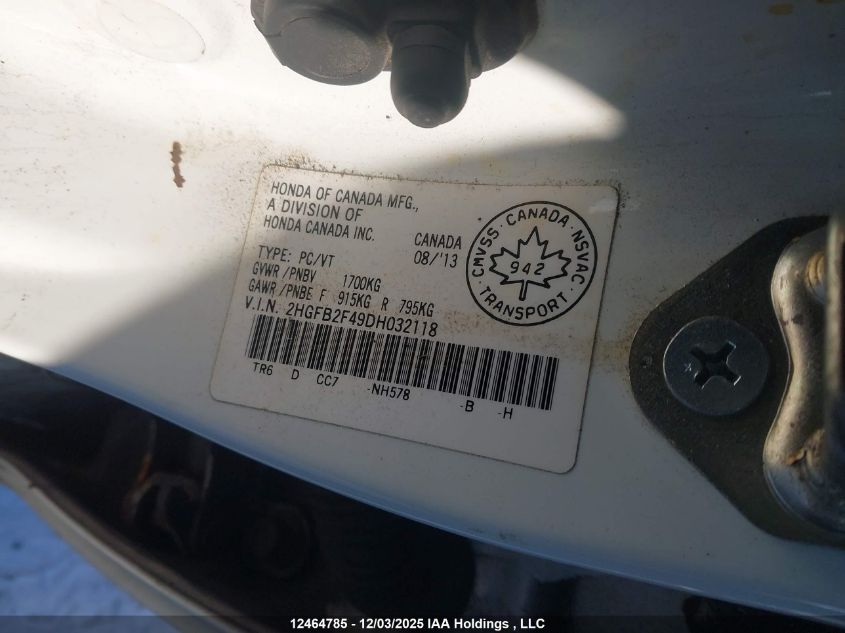 HONDA OF CANADA MFG.,
A DIVISION OF
HONDA CANADA INC.
CANADA
08/'13
TYPE: PC/VT
GVWR/PNBV 1700KG
GAWR/PNBE F 915KG R 795KG
V.I.N. 2HGFB2F49DH032118
TR6 D CC7 -NH578 -B -H
CMVSS · CANADA · NSVAC ·
942
TRANSPORT
12464785 - 12/03/2025 IAA Holdings , LLC